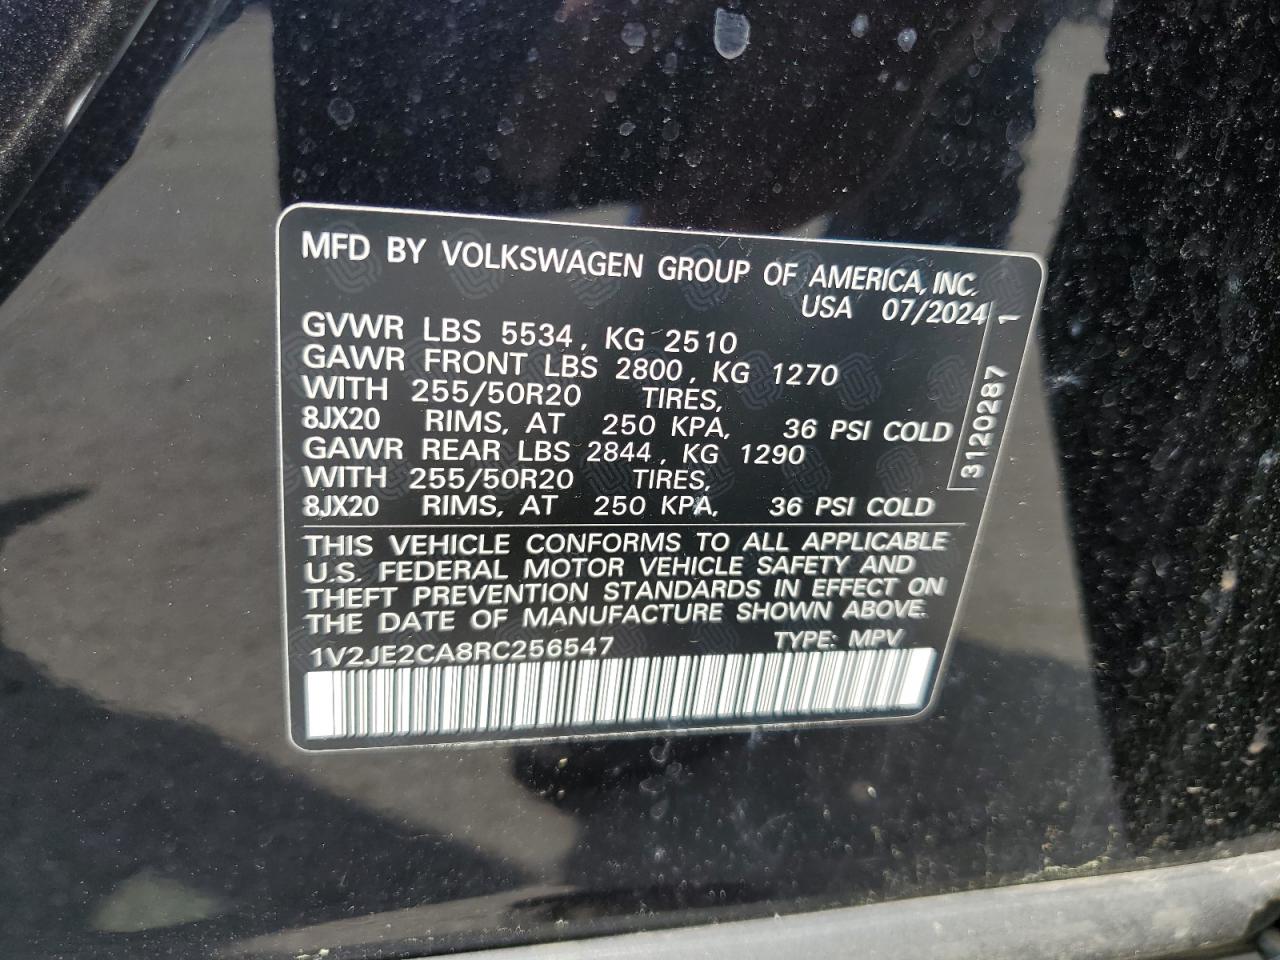 MFD BY VOLKSWAGEN GROUP OF AMERICA, INC.
USA 07/2024
GVWR LBS 5534, KG 2510
GAWR FRONT LBS 2800, KG 1270
WITH 255/50R20 TIRES,
8JX20 RIMS, AT 250 KPA, 36 PSI COLD
GAWR REAR LBS 2844, KG 1290
WITH 255/50R20 TIRES,
8JX20 RIMS, AT 250 KPA, 36 PSI COLD
3120287 1
THIS VEHICLE CONFORMS TO ALL APPLICABLE
U.S. FEDERAL MOTOR VEHICLE SAFETY AND
THEFT PREVENTION STANDARDS IN EFFECT ON
THE DATE OF MANUFACTURE SHOWN ABOVE.
1V2JE2CA8RC256547 TYPE: MPV